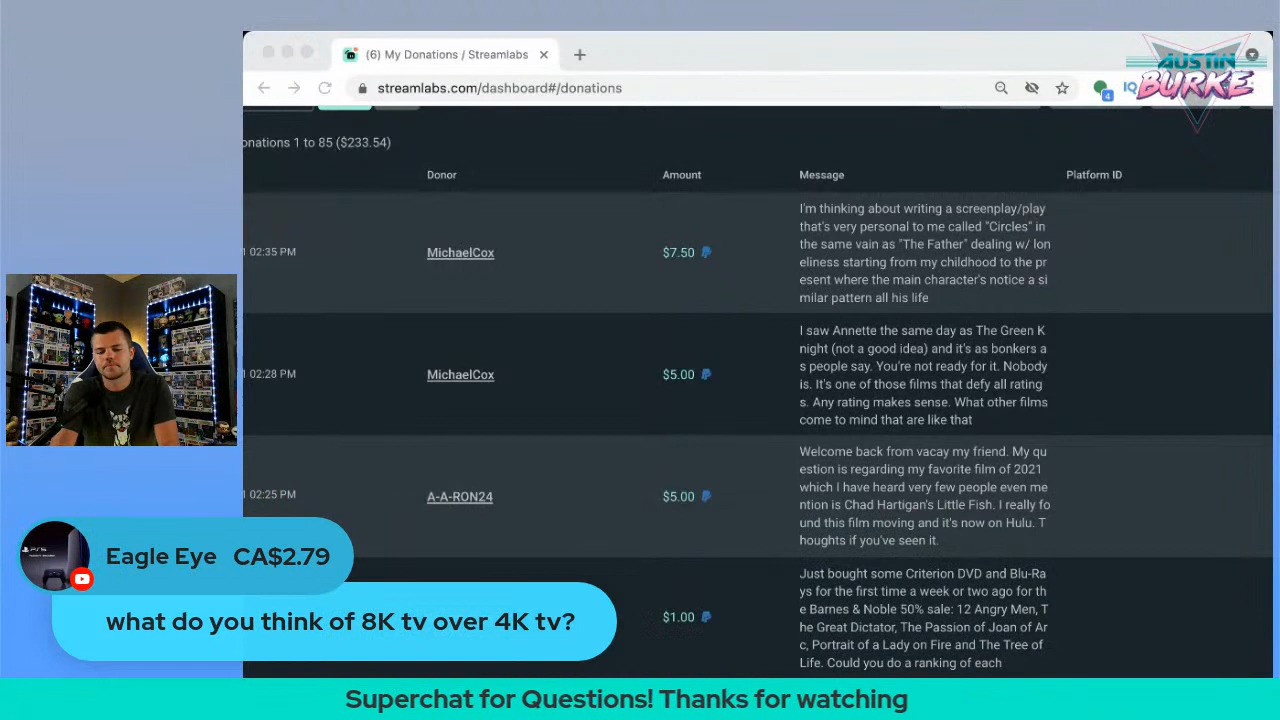 (6) My Donations / Streamlabs
streamlabs.com/dashboard#/donations
AUSTIN
BURKE
IQ
4
onations 1 to 85 ($233.54)
Donor Amount Message Platform ID
02:35 PM MichaelCox $7.50
I'm thinking about writing a screenplay/play
that's very personal to me called "Circles" in
the same vain as "The Father" dealing w/ lon
eliness starting from my childhood to the pr
esent where the main character's notice a si
milar pattern all his life
02:28 PM MichaelCox $5.00
I saw Annette the same day as The Green K
night (not a good idea) and it's as bonkers a
s people say. You're not ready for it. Nobody
is. It's one of those films that defy all rating
s. Any rating makes sense. What other films
come to mind that are like that
02:25 PM A-A-RON24 $5.00
Welcome back from vacay my friend. My qu
estion is regarding my favorite film of 2021
which I have heard very few people even me
ntion is Chad Hartigan's Little Fish. I really fo
und this film moving and it's now on Hulu. T
houghts if you've seen it.
$1.00
Just bought some Criterion DVD and Blu-Ra
ys for the first time a week or two ago for th
e Barnes & Noble 50% sale: 12 Angry Men, T
he Great Dictator, The Passion of Joan of Ar
c, Portrait of a Lady on Fire and The Tree of
Life. Could you do a ranking of each
PS5
Eagle Eye CA$2.79
what do you think of 8K tv over 4K tv?
Superchat for Questions! Thanks for watching